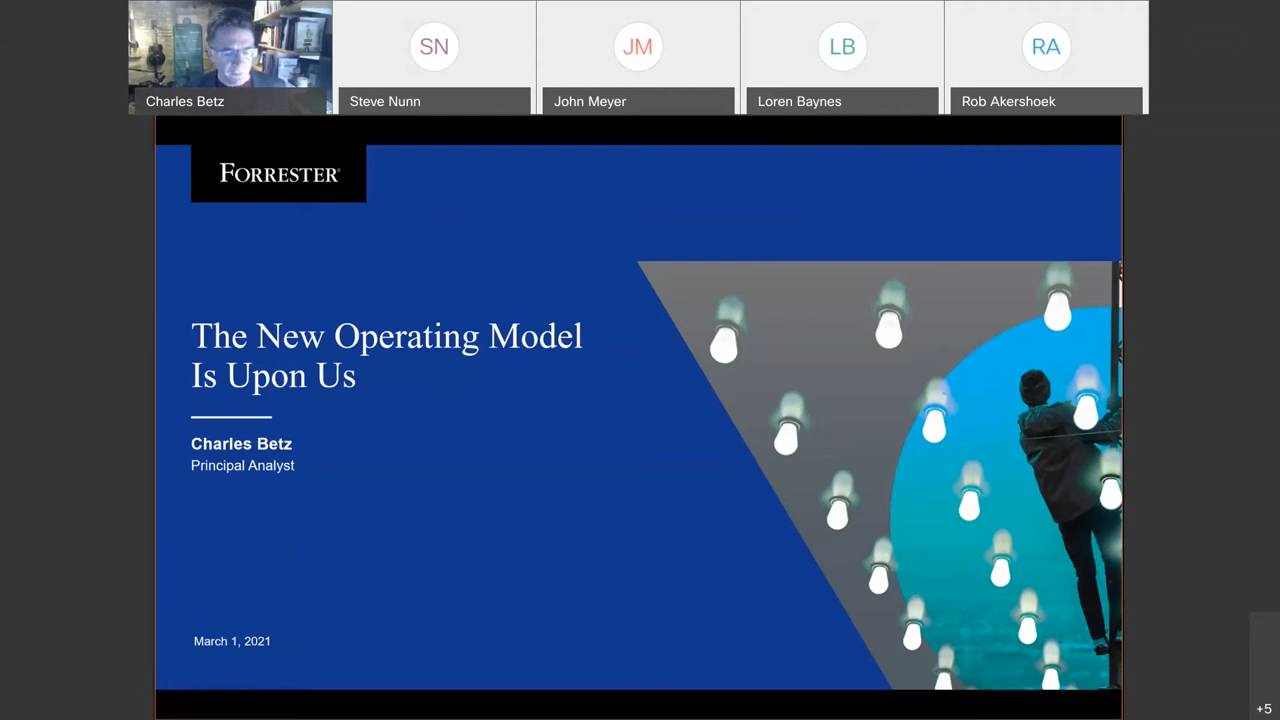 SN
JM
LB
RA
Charles Betz
Steve Nunn
John Meyer
Loren Baynes
Rob Akershoek
FORRESTER®
The New Operating Model
Is Upon Us
Charles Betz
Principal Analyst
March 1, 2021
+5